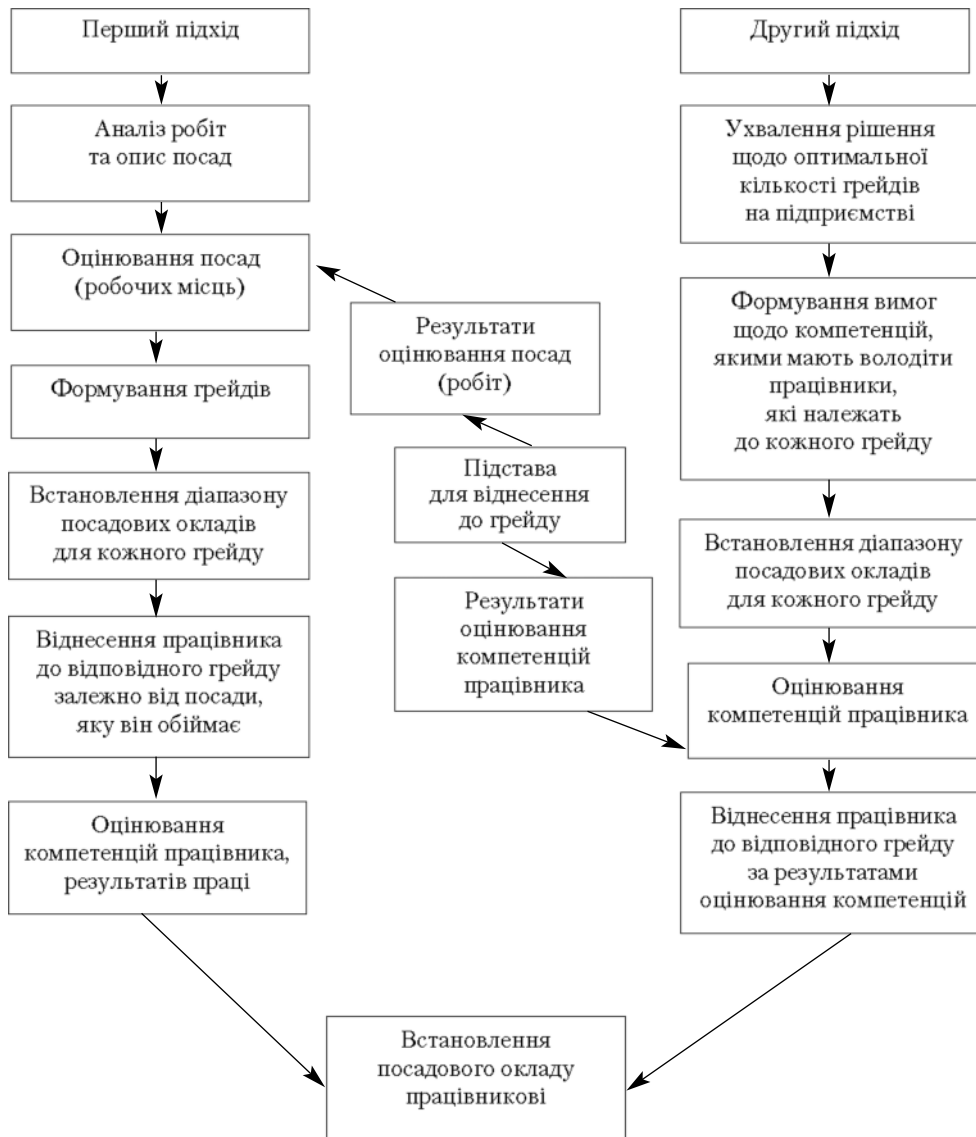 Перший підхід
Аналіз робіт
та опис посад
Оцінювання посад
(робочих місць)
Формування грейдів
Встановлення діапазону
посадових окладів
для кожного грейду
Віднесення працівника
до відповідного грейду
залежно від посади,
яку він обіймає
Оцінювання
компетенцій працівника,
результатів праці
Результати
оцінювання посад
(робіт)
Підстава
для віднесення
до грейду
Результати
оцінювання
компетенцій
працівника
Другий підхід
Ухвалення рішення
щодо оптимальної
кількості грейдів
на підприємстві
Формування вимог
щодо компетенцій,
якими мають володіти
працівники,
які належать
до кожного грейду
Встановлення діапазону
посадових окладів
для кожного грейду
Оцінювання
компетенцій працівника
Віднесення працівника
до відповідного грейду
за результатами
оцінювання компетенцій
Встановлення
посадового окладу
працівникові